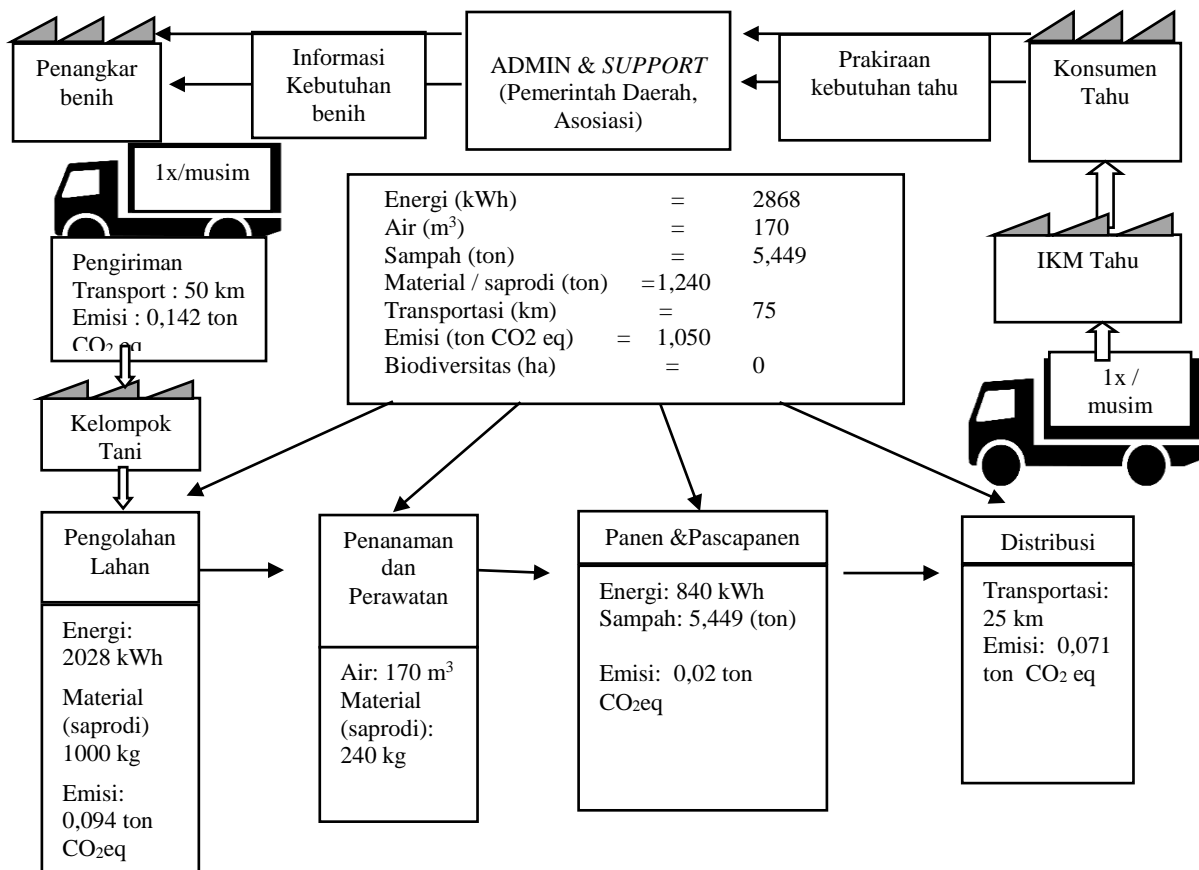 Penangkar
benih
Informasi
Kebutuhan
benih
ADMIN & SUPPORT
(Pemerintah Daerah,
Asosiasi)
Prakiraan
kebutuhan tahu
Konsumen
Tahu
1x/musim
Pengiriman
Transport : 50 km
Emisi : 0,142 ton
CO₂ eq
Energi (kWh) = 2868
Air (m³) = 170
Sampah (ton) = 5,449
Material / saprodi (ton) =1,240
Transportasi (km) = 75
Emisi (ton CO2 eq) = 1,050
Biodiversitas (ha) = 0
IKM Tahu
1x /
musim
Kelompok
Tani
Pengolahan
Lahan
Energi:
2028 kWh
Material
(saprodi)
1000 kg
Emisi:
0,094 ton
CO₂eq
Penanaman
dan
Perawatan
Air: 170 m³
Material
(saprodi):
240 kg
Panen &Pascapanen
Energi: 840 kWh
Sampah: 5,449 (ton)
Emisi: 0,02 ton
CO₂eq
Distribusi
Transportasi:
25 km
Emisi: 0,071
ton CO₂ eq